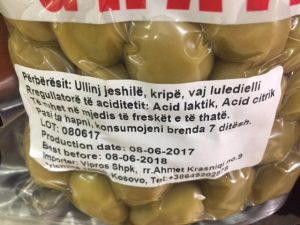 Përbërësit: Ullinj jeshilë, kripë, vaj luledielli
Rregullatorë të aciditetit: Acid laktik, Acid citrik
Të ruhet në mjedis të freskët e të thatë.
Pasi ta hapni, konsumojeni brenda 7 ditësh.
LOT: 080617
Production date: 08-06-2017
Best before: 08-06-2018
Importer: Vipros Shpk, rr.Ahmet Krasniqi no.9
Kosovo, Tel: